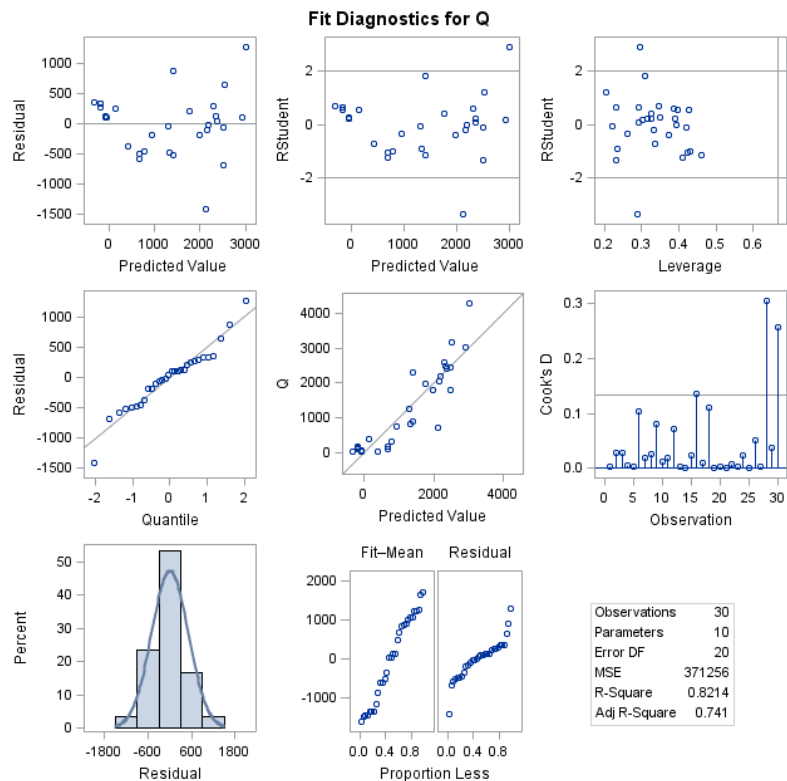 Fit Diagnostics for Q
Residual
1000
500
0
-500
-1000
-1500
0 1000 2000 3000
Predicted Value
RStudent
2
0
-2
0 1000 2000 3000
Predicted Value
RStudent
2
0
-2
0.2 0.3 0.4 0.5 0.6
Leverage
Residual
1000
500
0
-500
-1000
-1500
-2 -1 0 1 2
Quantile
Q
4000
3000
2000
1000
0
0 2000 4000
Predicted Value
Cook's D
0.3
0.2
0.1
0.0
0 5 10 15 20 25 30
Observation
Percent
50
40
30
20
10
0
-1800 -600 600 1800
Residual
Fit–Mean Residual
2000
1000
0
-1000
0.0 0.4 0.8 0.0 0.4 0.8
Proportion Less
Observations 30
Parameters 10
Error DF 20
MSE 371256
R-Square 0.8214
Adj R-Square 0.741